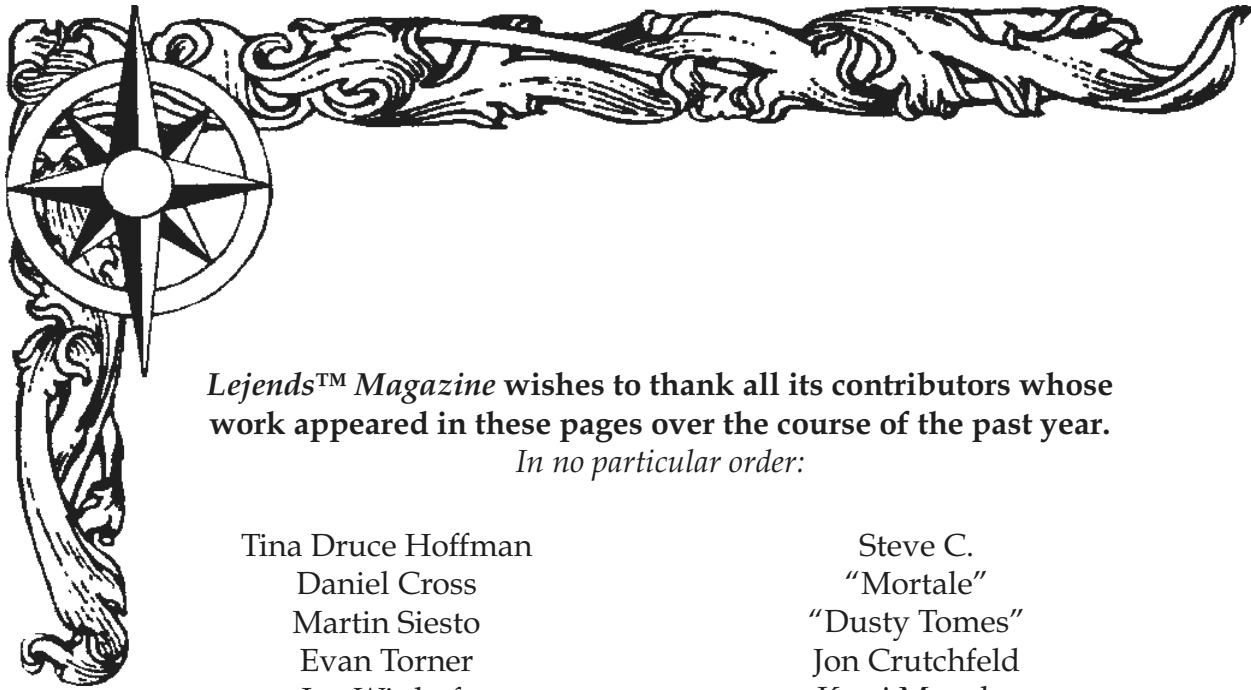 Lejends™ Magazine wishes to thank all its contributors whose
work appeared in these pages over the course of the past year.
In no particular order:
Tina Druce Hoffman
Daniel Cross
Martin Siesto
Evan Torner
Steve C.
“Mortale”
“Dusty Tomes”
Jon Crutchfeld